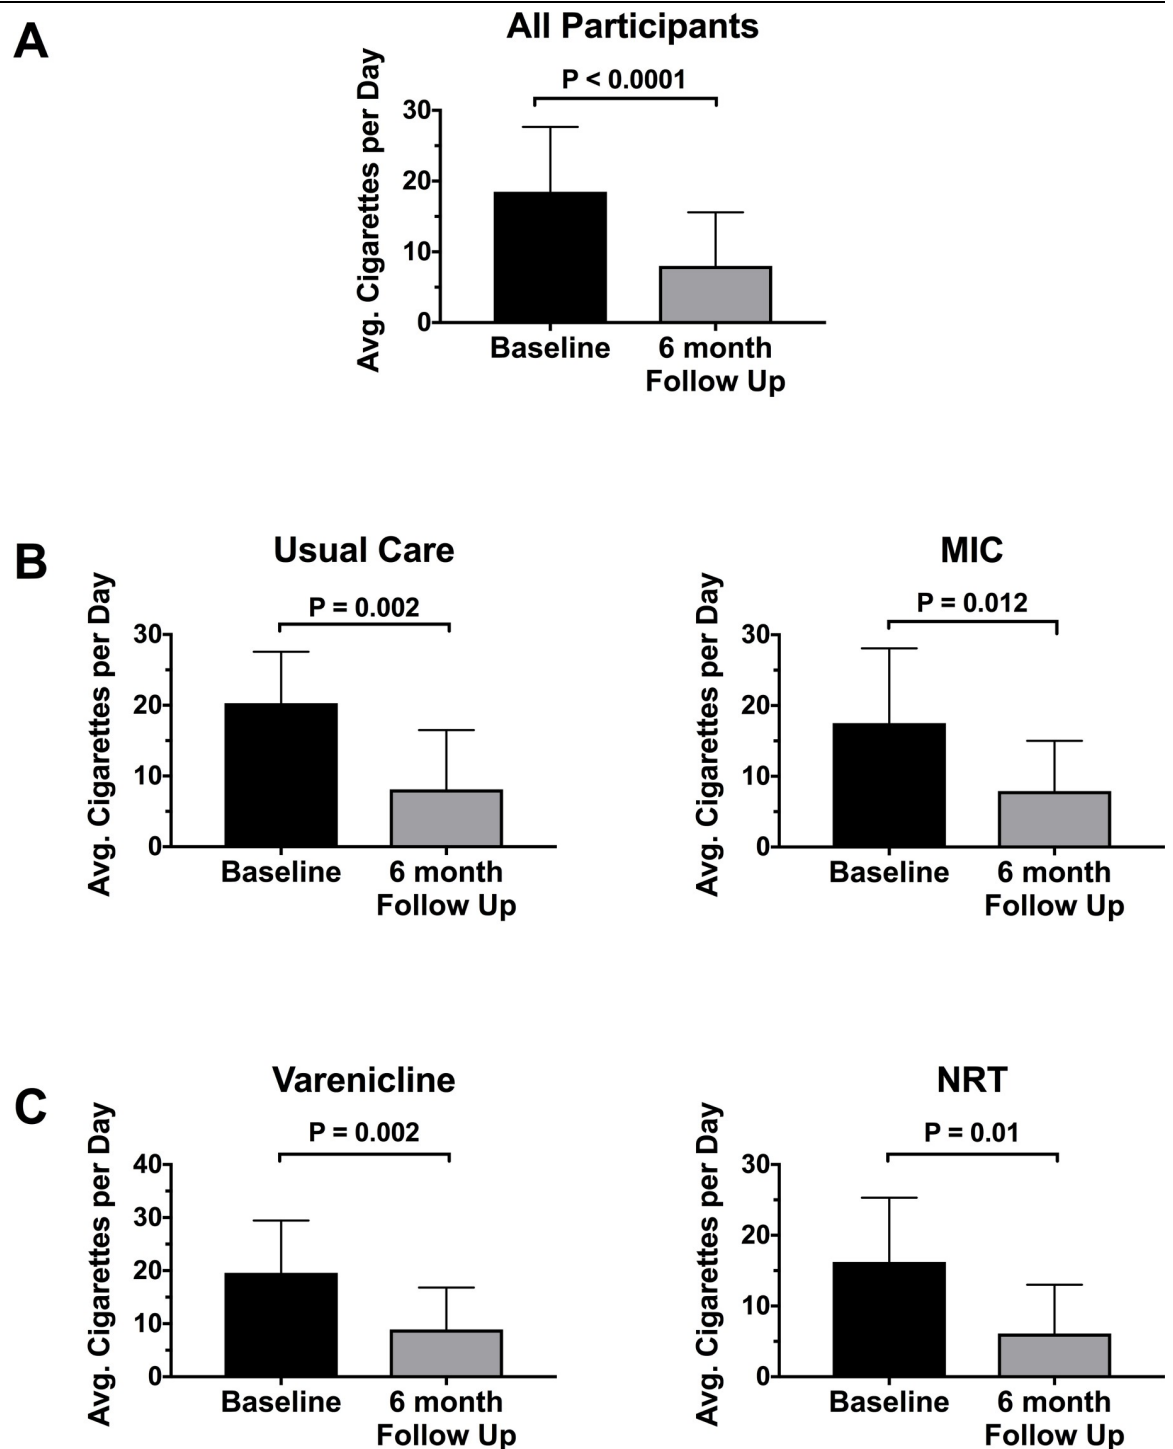 A
All Participants
P < 0.0001
Avg. Cigarettes per Day
30
20
10
0
Baseline
6 month
Follow Up
B
Usual Care
P = 0.002
Avg. Cigarettes per Day
30
20
10
0
Baseline
6 month
Follow Up
MIC
P = 0.012
Avg. Cigarettes per Day
30
20
10
0
Baseline
6 month
Follow Up
C
Varenicline
P = 0.002
Avg. Cigarettes per Day
40
30
20
10
0
Baseline
6 month
Follow Up
NRT
P = 0.01
Avg. Cigarettes per Day
30
20
10
0
Baseline
6 month
Follow Up